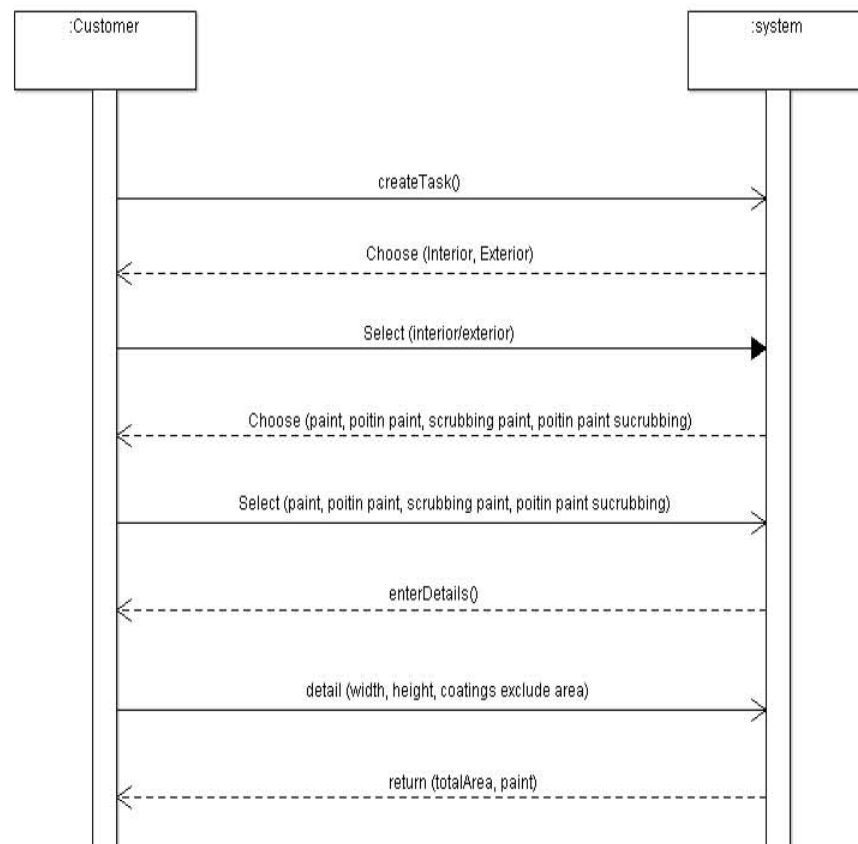 :Customer
:system
createTask()
Choose (Interior, Exterior)
Select (interior/exterior)
Choose (paint, poitin paint, scrubbing paint, poitin paint sucrubbing)
Select (paint, poitin paint, scrubbing paint, poitin paint sucrubbing)
enterDetails()
detail (width, height, coatings exclude area)
return (totalArea, paint)